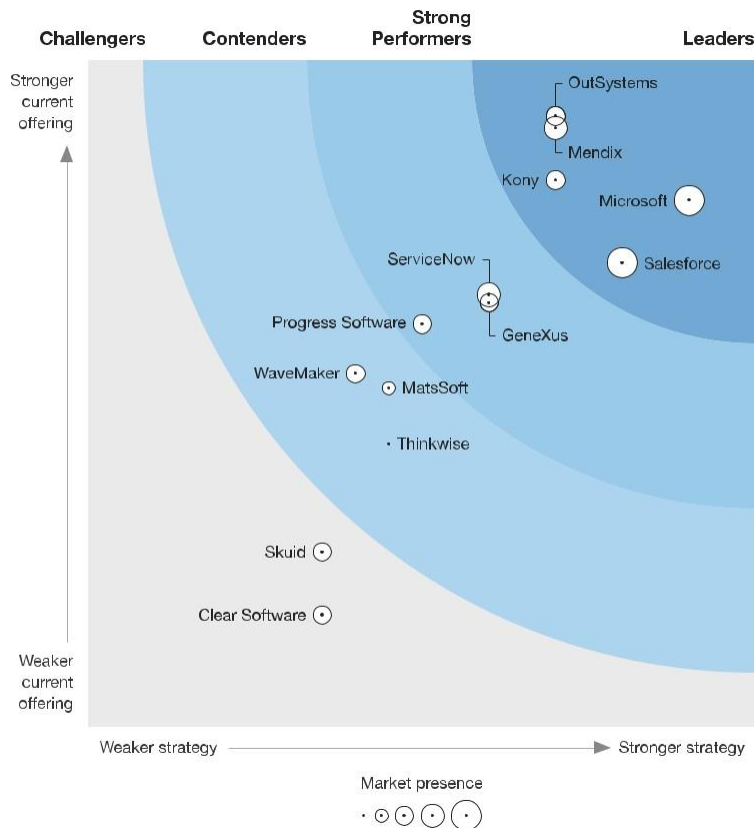 Challengers
Contenders
Strong
Performers
Leaders
Stronger
current
offering
OutSystems
Mendix
Kony
Microsoft
ServiceNow
Salesforce
Progress Software
GeneXus
WaveMaker
MatsSoft
Thinkwise
Skuid
Clear Software
Weaker
current
offering
Weaker strategy
Stronger strategy
Market presence